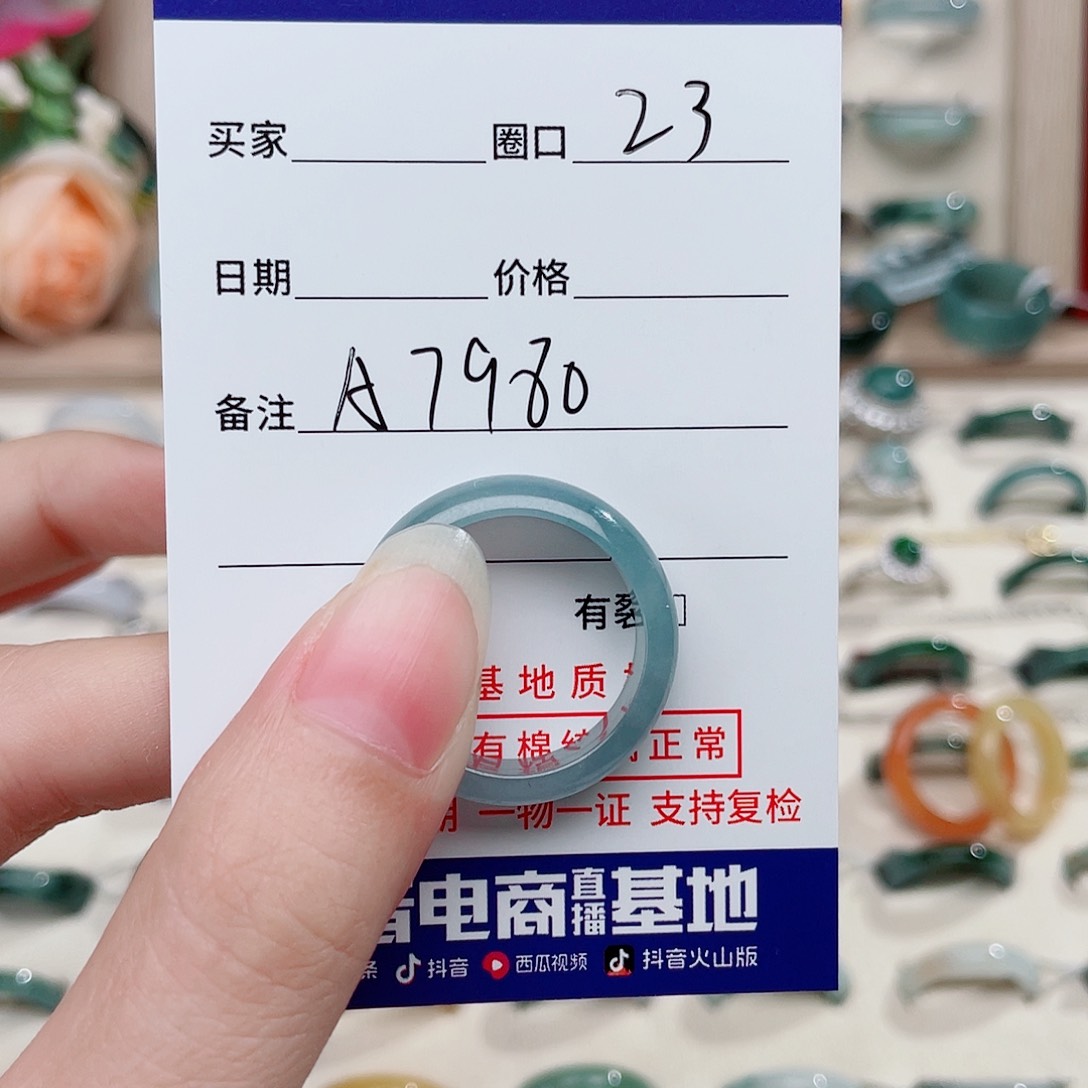 买家 圈口 23
日期 价格
备注 A7980
有裂
基地质
有棉 正常
一物一证 支持复检
电商直播基地
抖音 西瓜视频 抖音火山版